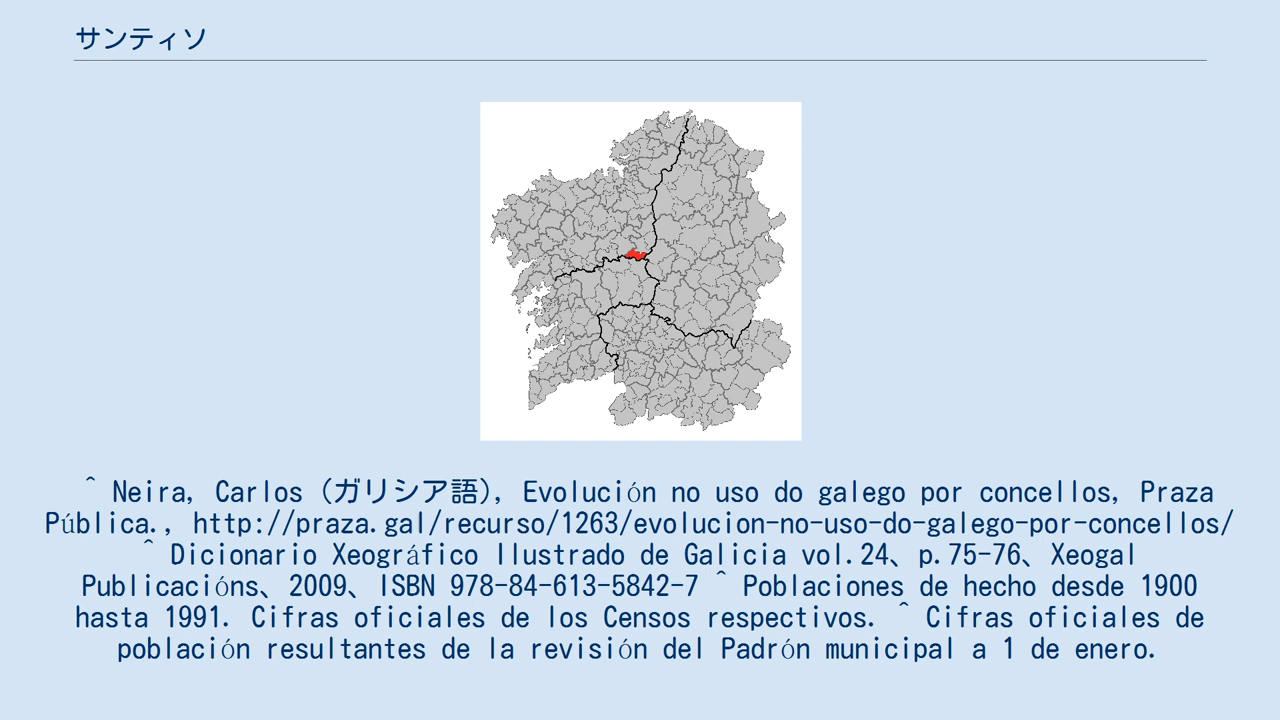 サンティソ
^ Neira, Carlos (ガリシア語), Evolución no uso do galego por concellos, Praza
Pública., http://praza.gal/recurso/1263/evolucion-no-uso-do-galego-por-concellos/
^ Dicionario Xeográfico Ilustrado de Galicia vol.24、p.75-76、Xeogal
Publicacións、2009、ISBN 978-84-613-5842-7 ^ Poblaciones de hecho desde 1900
hasta 1991. Cifras oficiales de los Censos respectivos. ^ Cifras oficiales de
población resultantes de la revisión del Padrón municipal a 1 de enero.